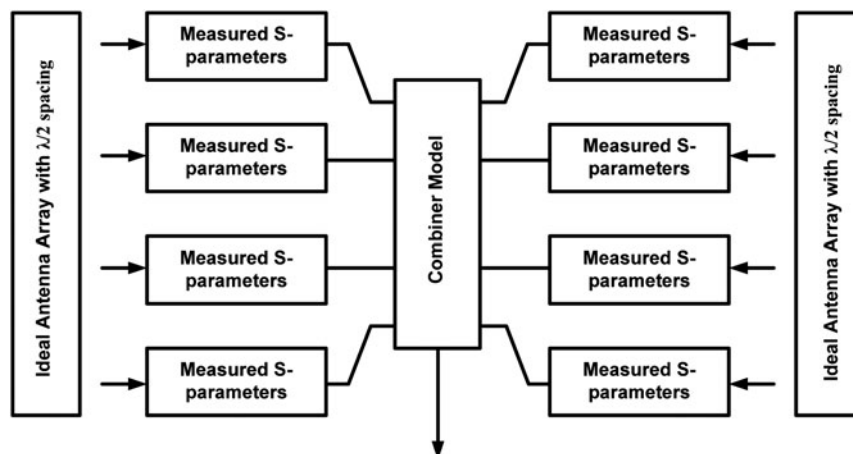 Ideal Antenna Array with λ/2 spacing
Measured S-
parameters
Measured S-
parameters
Measured S-
parameters
Measured S-
parameters
Combiner Model
Measured S-
parameters
Measured S-
parameters
Measured S-
parameters
Measured S-
parameters
Ideal Antenna Array with λ/2 spacing